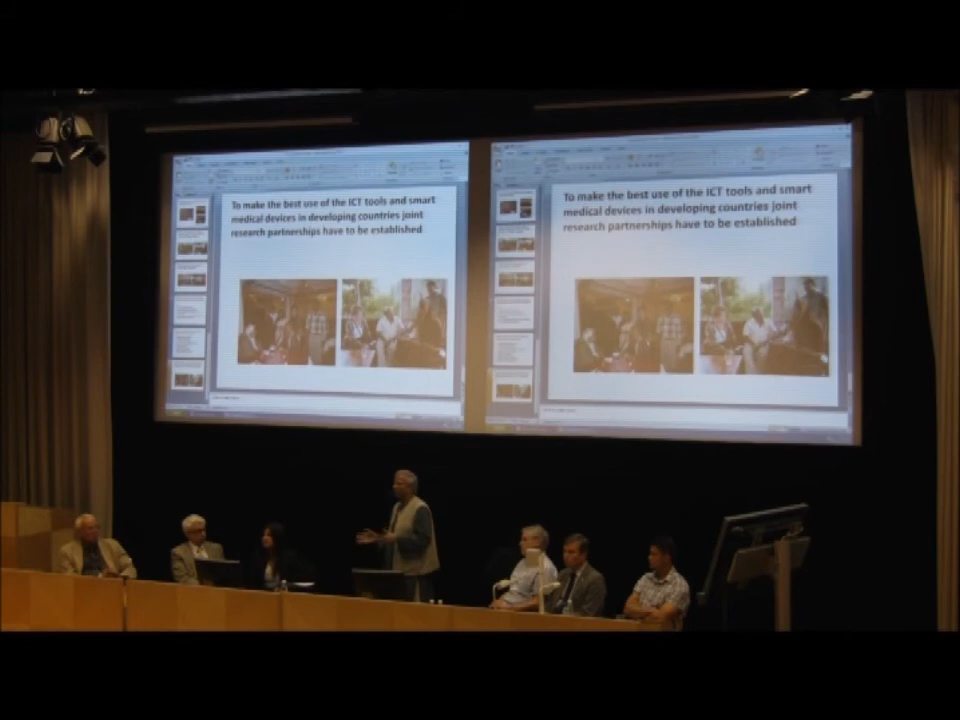 To make the best use of the ICT tools and smart
medical devices in developing countries joint
research partnerships have to be established
To make the best use of the ICT tools and smart
medical devices in developing countries joint
research partnerships have to be established